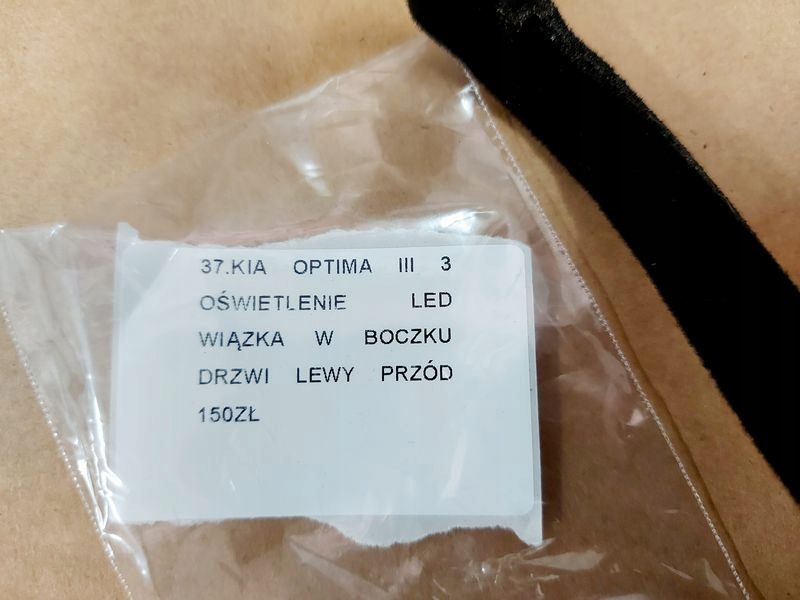 37.KIA OPTIMA III 3
OŚWIETLENIE LED
WIĄZKA W BOCZKU
DRZWI LEWY PRZÓD
150ZŁ